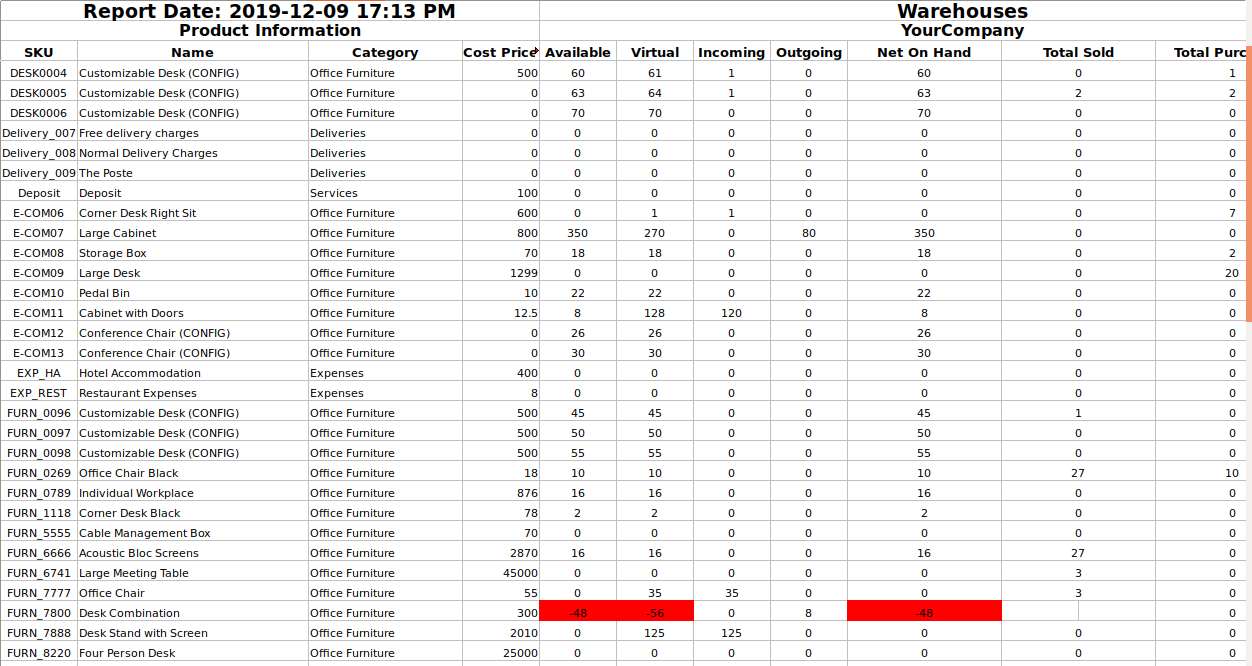 Report Date: 2019-12-09 17:13 PM Warehouses
Product Information YourCompany
SKU Name Category Cost Price Available Virtual Incoming Outgoing Net On Hand Total Sold Total Purc
DESK0004 Customizable Desk (CONFIG) Office Furniture 500 60 61 1 0 60 0 1
DESK0005 Customizable Desk (CONFIG) Office Furniture 0 63 64 1 0 63 2 2
DESK0006 Customizable Desk (CONFIG) Office Furniture 0 70 70 0 0 70 0 0
Delivery_007 Free delivery charges Deliveries 0 0 0 0 0 0 0 0
Delivery_008 Normal Delivery Charges Deliveries 0 0 0 0 0 0 0 0
Delivery_009 The Poste Deliveries 0 0 0 0 0 0 0 0
Deposit Deposit Services 100 0 0 0 0 0 0 0
E-COM06 Corner Desk Right Sit Office Furniture 600 0 1 1 0 0 0 7
E-COM07 Large Cabinet Office Furniture 800 350 270 0 80 350 0 0
E-COM08 Storage Box Office Furniture 70 18 18 0 0 18 0 2
E-COM09 Large Desk Office Furniture 1299 0 0 0 0 0 0 20
E-COM10 Pedal Bin Office Furniture 10 22 22 0 0 22 0 0
E-COM11 Cabinet with Doors Office Furniture 12.5 8 128 120 0 8 0 0
E-COM12 Conference Chair (CONFIG) Office Furniture 0 26 26 0 0 26 0 0
E-COM13 Conference Chair (CONFIG) Office Furniture 0 30 30 0 0 30 0 0
EXP_HA Hotel Accommodation Expenses 400 0 0 0 0 0 0 0
EXP_REST Restaurant Expenses Expenses 8 0 0 0 0 0 0 0
FURN_0096 Customizable Desk (CONFIG) Office Furniture 500 45 45 0 0 45 1 0
FURN_0097 Customizable Desk (CONFIG) Office Furniture 500 50 50 0 0 50 0 0
FURN_0098 Customizable Desk (CONFIG) Office Furniture 500 55 55 0 0 55 0 0
FURN_0269 Office Chair Black Office Furniture 18 10 10 0 0 10 27 10
FURN_0789 Individual Workplace Office Furniture 876 16 16 0 0 16 0 0
FURN_1118 Corner Desk Black Office Furniture 78 2 2 0 0 2 0 0
FURN_5555 Cable Management Box Office Furniture 70 0 0 0 0 0 0 0
FURN_6666 Acoustic Bloc Screens Office Furniture 2870 16 16 0 0 16 27 0
FURN_6741 Large Meeting Table Office Furniture 45000 0 0 0 0 0 3 0
FURN_7777 Office Chair Office Furniture 55 0 35 35 0 0 3 0
FURN_7800 Desk Combination Office Furniture 300 -48 -56 0 8 -48 0
FURN_7888 Desk Stand with Screen Office Furniture 2010 0 125 125 0 0 0 0
FURN_8220 Four Person Desk Office Furniture 25000 0 0 0 0 0 0 0